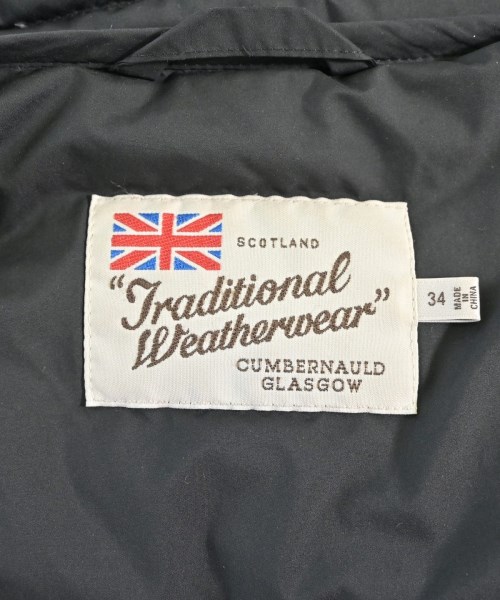 SCOTLAND
"Traditional
Weatherwear"
CUMBERNAULD
GLASGOW
34
MADE
IN
CHINA